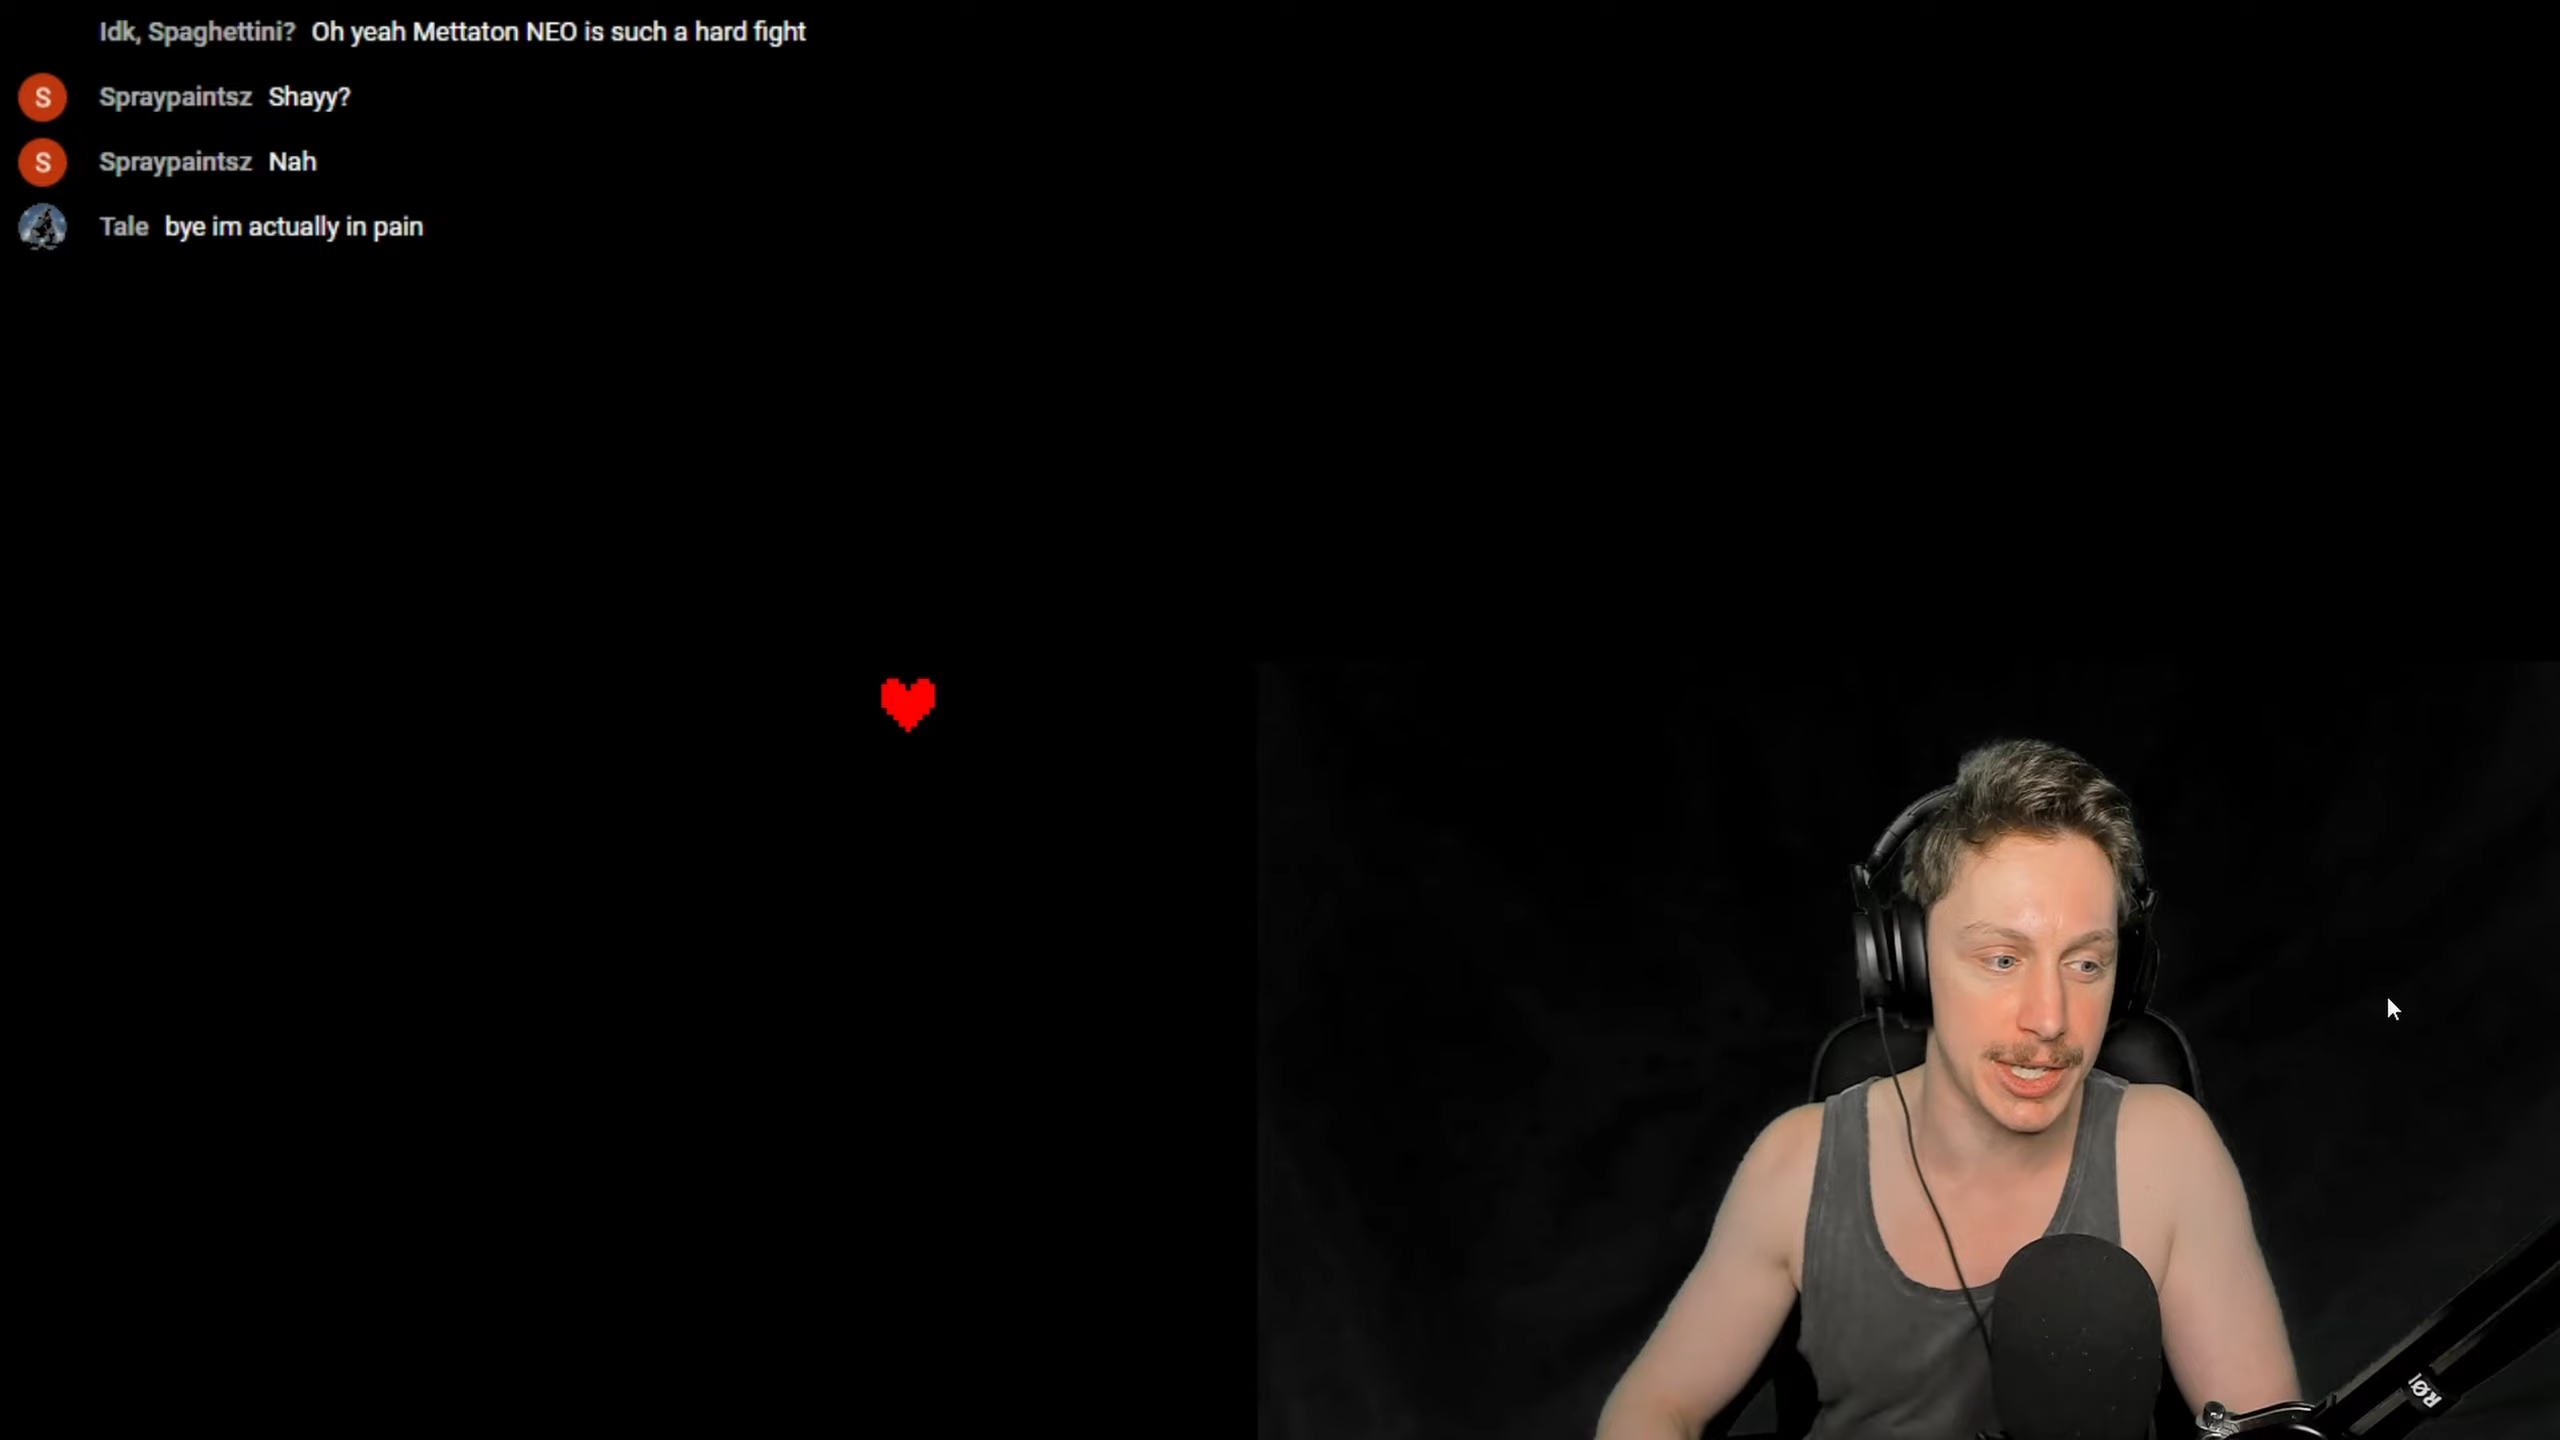 Idk, Spaghettini? Oh yeah Mettaton NEO is such a hard fight
S Spraypaintsz Shayy?
S Spraypaintsz Nah
Tale bye im actually in pain
RØD